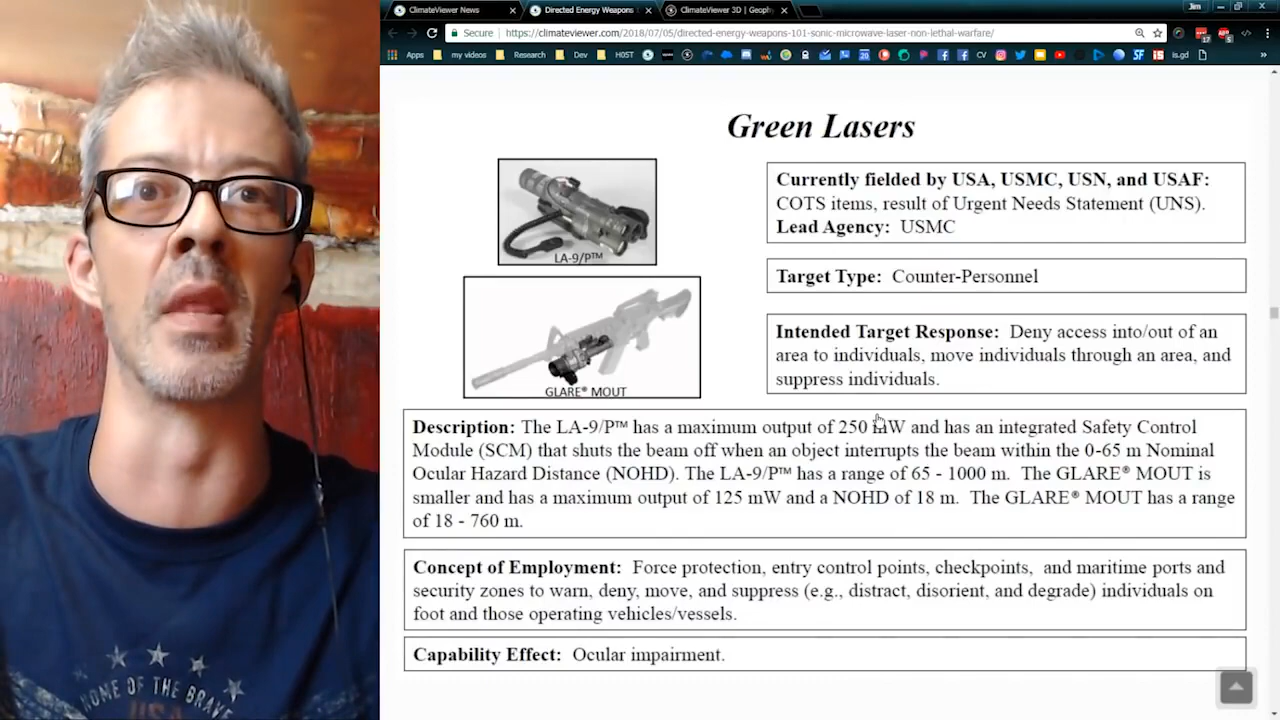 ClimateViewer News
Directed Energy Weapons
ClimateViewer 3D | Geoph
Jim
Secure
https://climateviewer.com/2018/07/05/directed-energy-weapons-101-sonic-microwave-laser-non-lethal-warfare/
Apps
my videos
Research
Dev
HOST
CV
is.gd
Green Lasers
LA-9/P™
GLARE® MOUT
Currently fielded by USA, USMC, USN, and USAF:
COTS items, result of Urgent Needs Statement (UNS).
Lead Agency: USMC
Target Type: Counter-Personnel
Intended Target Response: Deny access into/out of an
area to individuals, move individuals through an area, and
suppress individuals.
Description: The LA-9/P™ has a maximum output of 250 mW and has an integrated Safety Control
Module (SCM) that shuts the beam off when an object interrupts the beam within the 0-65 m Nominal
Ocular Hazard Distance (NOHD). The LA-9/P™ has a range of 65 - 1000 m. The GLARE® MOUT is
smaller and has a maximum output of 125 mW and a NOHD of 18 m. The GLARE® MOUT has a range
of 18 - 760 m.
Concept of Employment: Force protection, entry control points, checkpoints, and maritime ports and
security zones to warn, deny, move, and suppress (e.g., distract, disorient, and degrade) individuals on
foot and those operating vehicles/vessels.
Capability Effect: Ocular impairment.
HOME OF THE BRAVE
USA